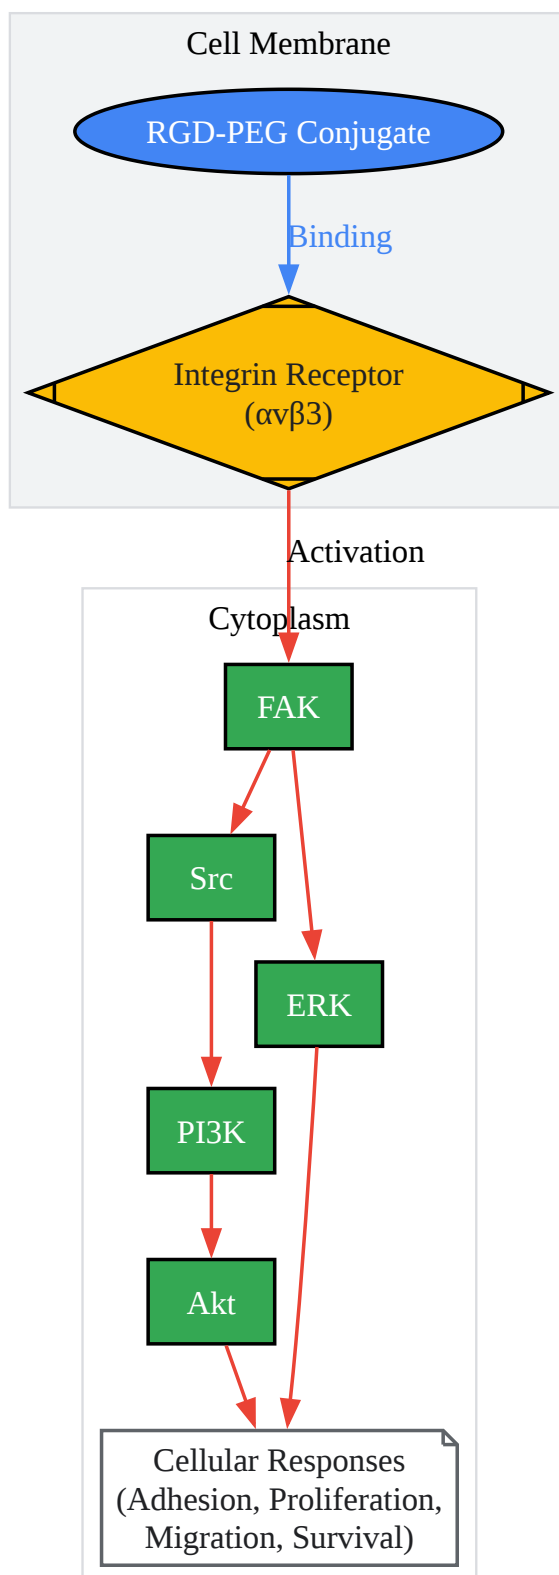 Cell Membrane
RGD-PEG Conjugate
Binding
Integrin Receptor
(αvβ3)
Activation
Cytoplasm
FAK
Src
ERK
PI3K
Akt
Cellular Responses
(Adhesion, Proliferation,
Migration, Survival)